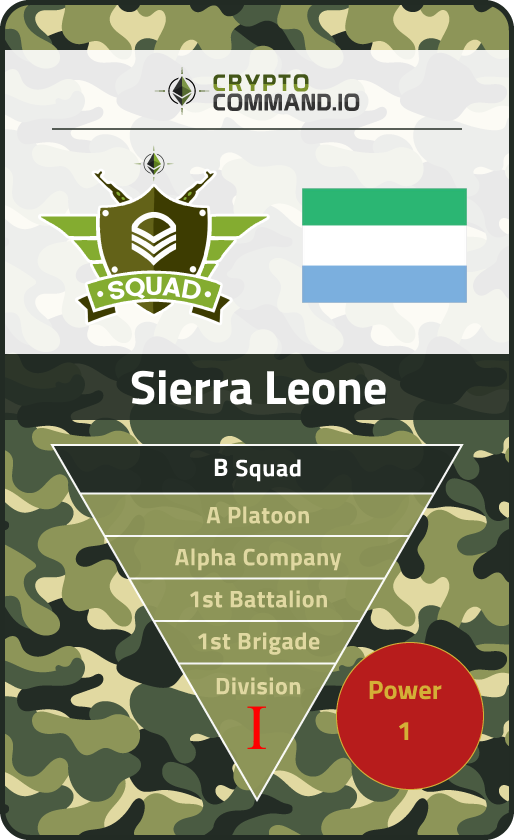 CRYPTO
COMMAND.IO
SQUAD
Sierra Leone
B Squad
A Platoon
Alpha Company
1st Battalion
1st Brigade
Division
I
Power
1